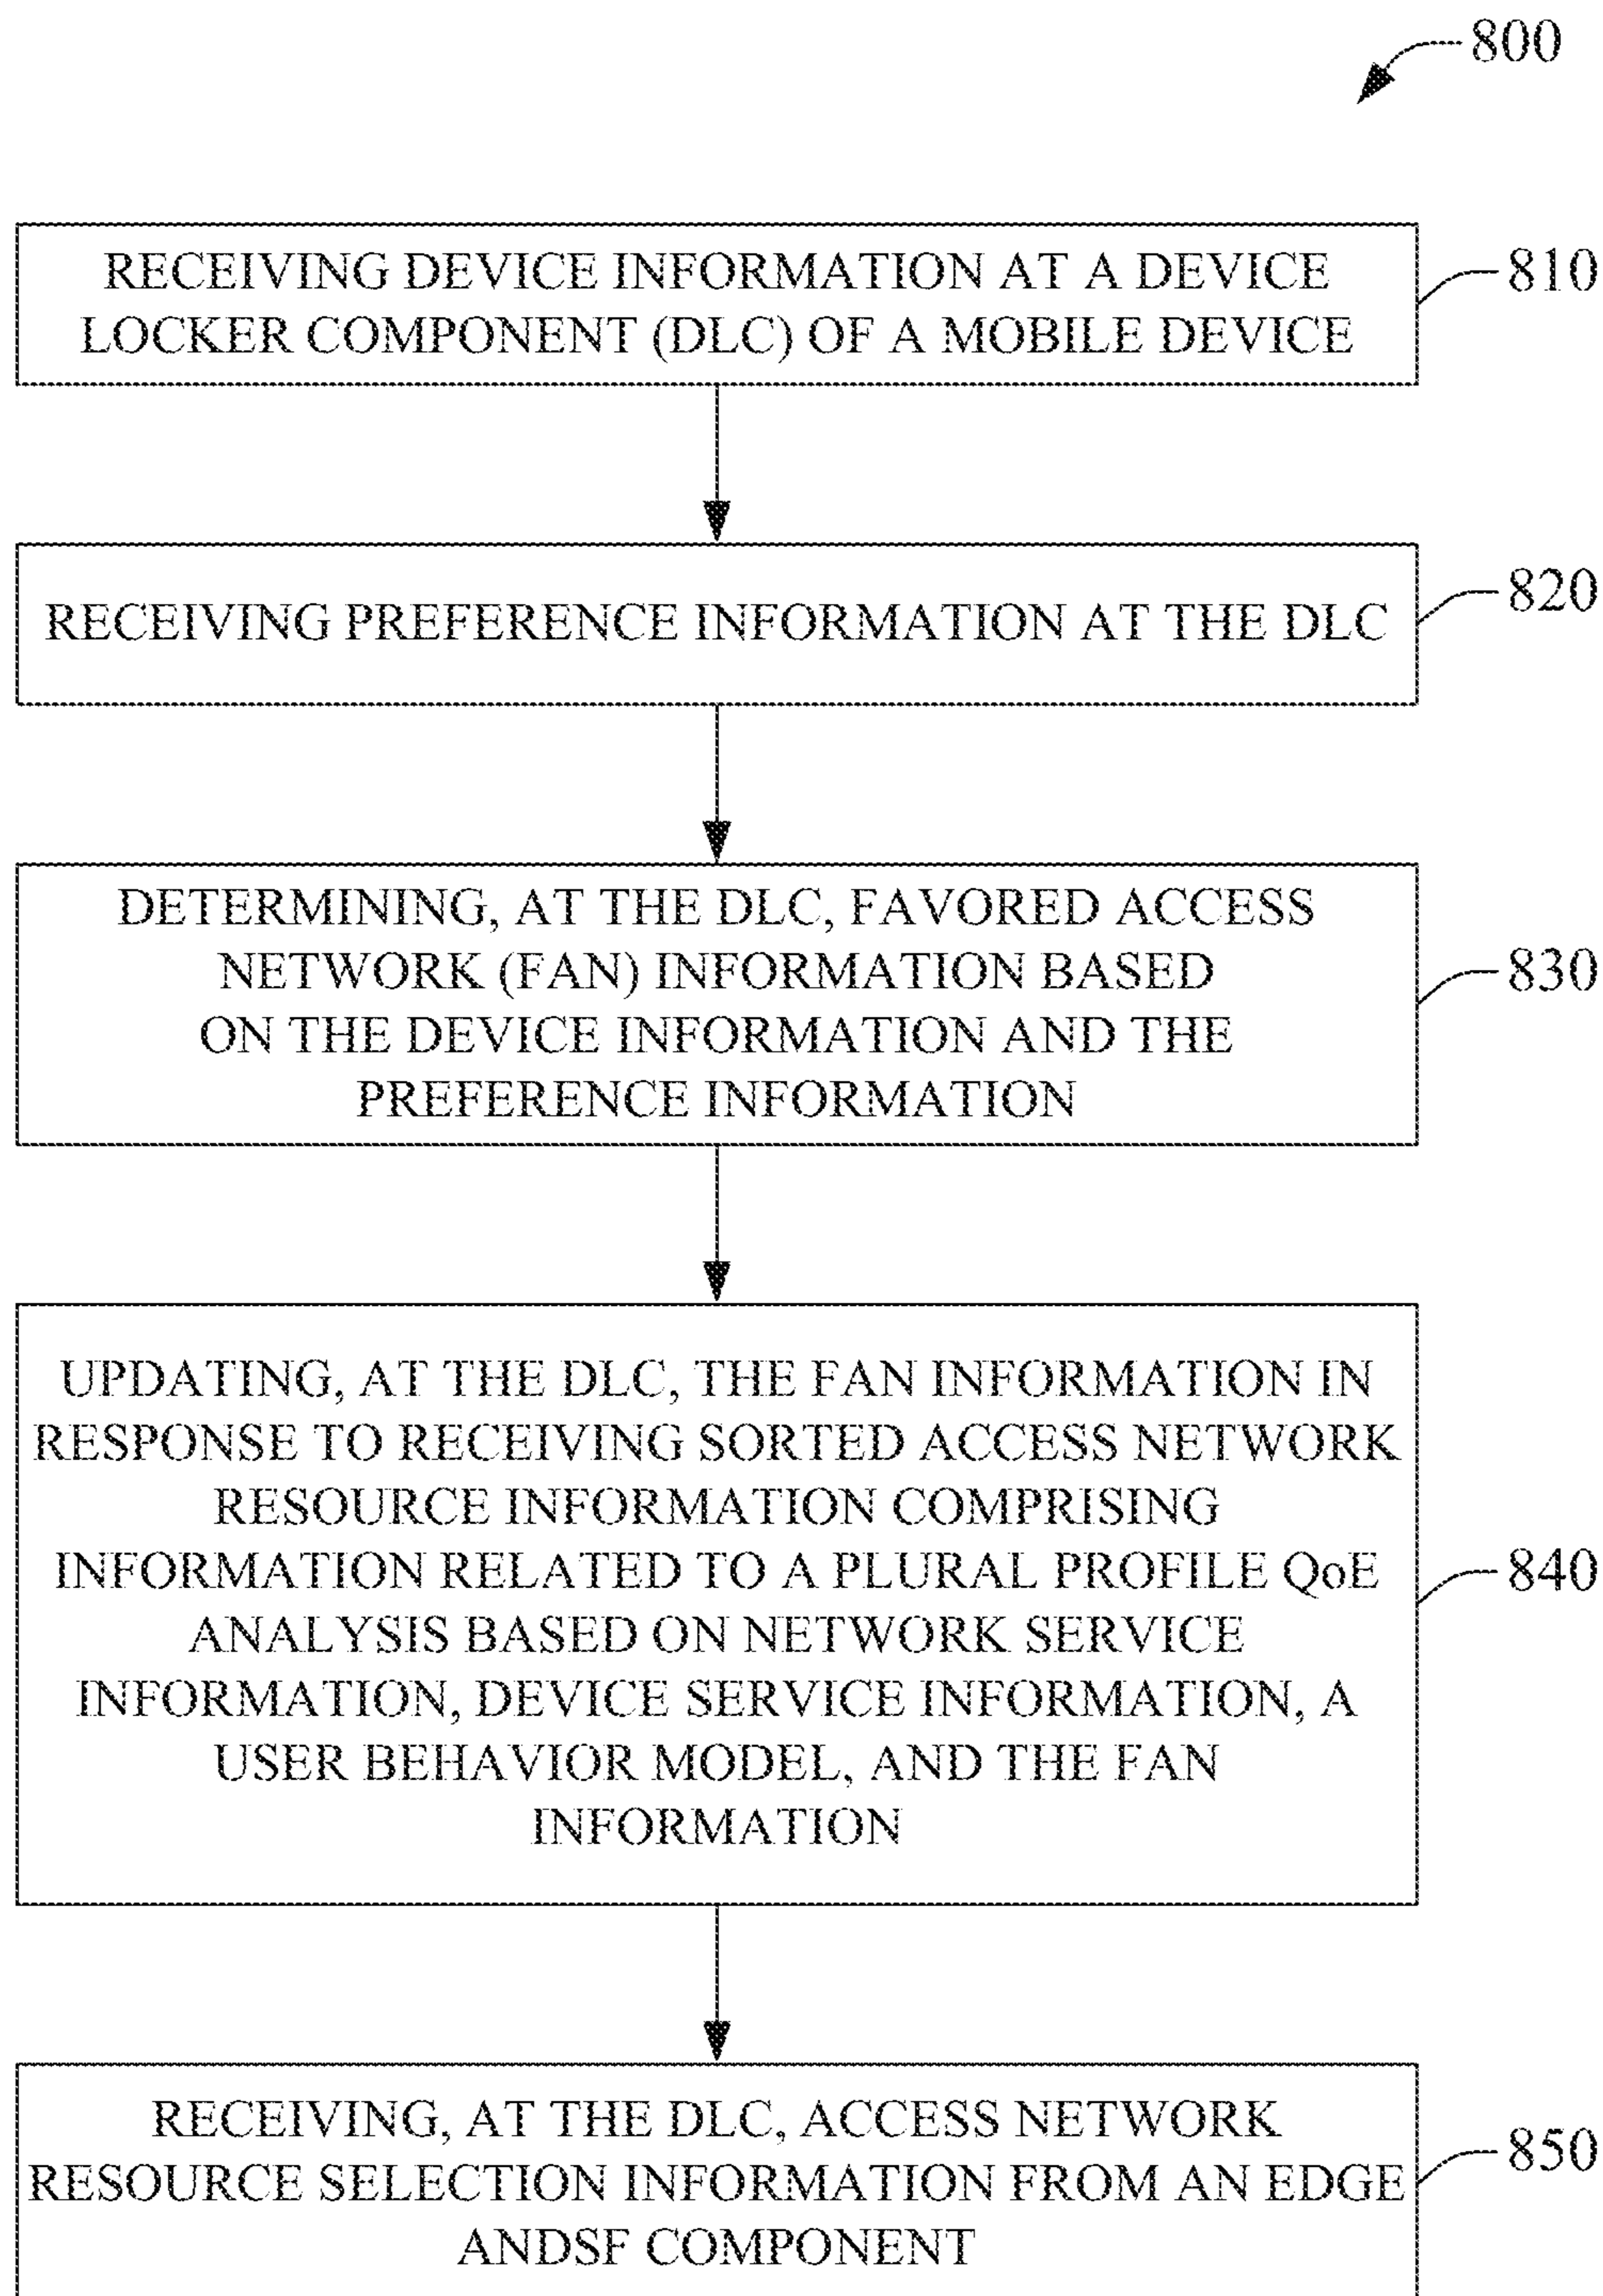 800
RECEIVING DEVICE INFORMATION AT A DEVICE
LOCKER COMPONENT (DLC) OF A MOBILE DEVICE
810
RECEIVING PREFERENCE INFORMATION AT THE DLC
820
DETERMINING, AT THE DLC, FAVORED ACCESS
NETWORK (FAN) INFORMATION BASED
ON THE DEVICE INFORMATION AND THE
PREFERENCE INFORMATION
830
UPDATING, AT THE DLC, THE FAN INFORMATION IN
RESPONSE TO RECEIVING SORTED ACCESS NETWORK
RESOURCE INFORMATION COMPRISING
INFORMATION RELATED TO A PLURAL PROFILE QoE
ANALYSIS BASED ON NETWORK SERVICE
INFORMATION, DEVICE SERVICE INFORMATION, A
USER BEHAVIOR MODEL, AND THE FAN
INFORMATION
840
RECEIVING, AT THE DLC, ACCESS NETWORK
RESOURCE SELECTION INFORMATION FROM AN EDGE
ANDSF COMPONENT
850